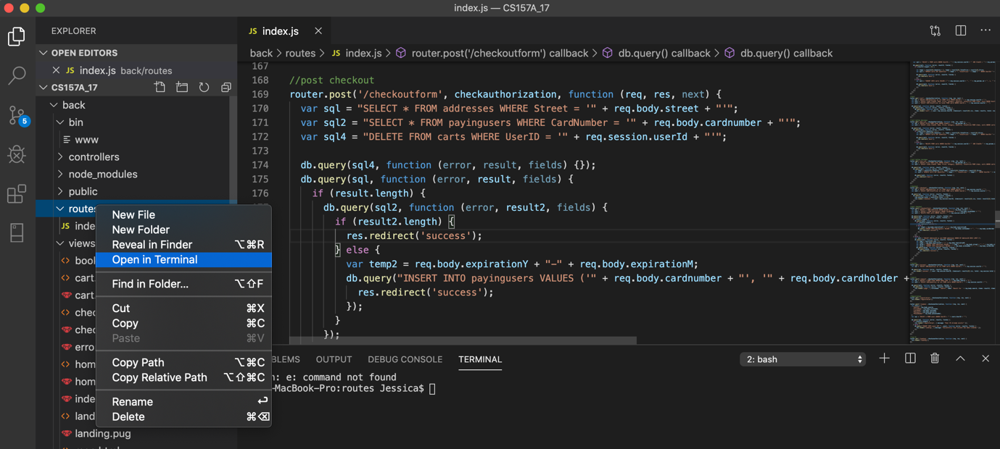 index.js — CS157A_17
EXPLORER
OPEN EDITORS
JS index.js back/routes
CS157A_17
back
bin
www
controllers
node_modules
public
routes
JS inde
views
boo
cart
cart
chec
chec
erro
hom
hom
inde
land
landing.pug
5
New File
New Folder
Reveal in Finder ⌥⌘R
Open in Terminal
Find in Folder... ⌥⇧F
Cut ⌘X
Copy ⌘C
Paste ⌘V
Copy Path ⌥⌘C
Copy Relative Path ⌥⇧⌘C
Rename ↩
Delete ⌘⌫
JS index.js
back > routes > JS index.js > router.post('/checkoutform') callback > db.query() callback > db.query() callback
167
168 //post checkout
169 router.post('/checkoutform', checkauthorization, function (req, res, next) {
170 var sql = "SELECT * FROM addresses WHERE Street = '" + req.body.street + "'";
171 var sql2 = "SELECT * FROM payingusers WHERE CardNumber = '" + req.body.cardnumber + "'";
172 var sql4 = "DELETE FROM carts WHERE UserID = '" + req.session.userId + "'";
173
174 db.query(sql4, function (error, result, fields) {});
175 db.query(sql, function (error, result, fields) {
176 if (result.length) {
db.query(sql2, function (error, result2, fields) {
if (result2.length) {
res.redirect('success');
} else {
var temp2 = req.body.expirationY + "-" + req.body.expirationM;
db.query("INSERT INTO payingusers VALUES ('" + req.body.cardnumber + "', '" + req.body.cardholder +
res.redirect('success');
});
}
});
BLEMS OUTPUT DEBUG CONSOLE TERMINAL 2: bash
: e: command not found
-MacBook-Pro:routes Jessica$